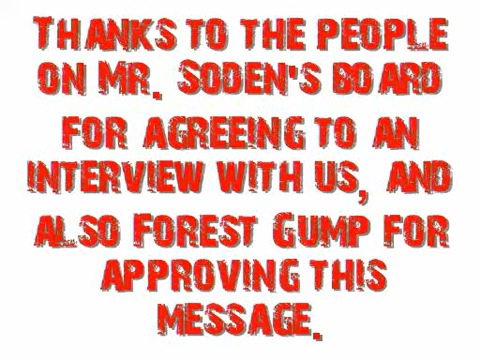 Thanks to the people
on Mr. Soden's board
for agreeing to an
interview with us, and
also Forest Gump for
approving this
message.